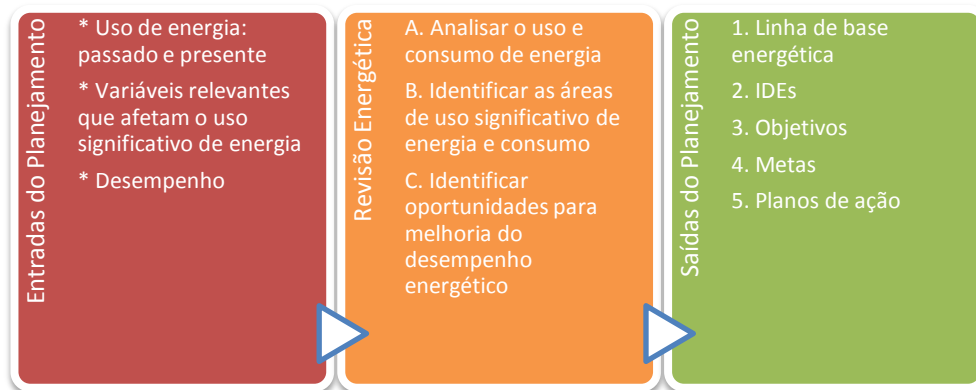 Entradas do Planejamento
* Uso de energia:
passado e presente
* Variáveis relevantes
que afetam o uso
significativo de energia
* Desempenho
Revisão Energética
A. Analisar o uso e
consumo de energia
B. Identificar as áreas
de uso significativo de
energia e consumo
C. Identificar
oportunidades para
melhoria do
desempenho
energético
Saídas do Planejamento
1. Linha de base
energética
2. IDEs
3. Objetivos
4. Metas
5. Planos de ação